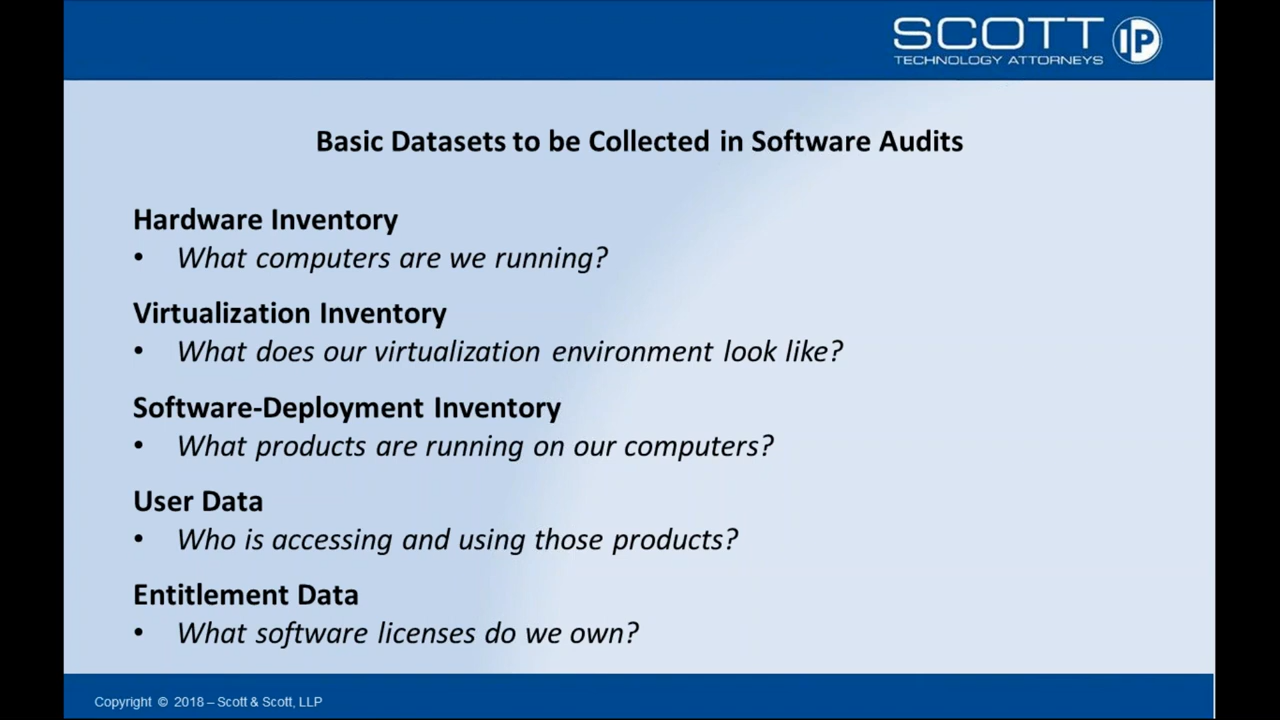 SCOTT IP
TECHNOLOGY ATTORNEYS
Basic Datasets to be Collected in Software Audits
Hardware Inventory
• What computers are we running?
Virtualization Inventory
• What does our virtualization environment look like?
Software-Deployment Inventory
• What products are running on our computers?
User Data
• Who is accessing and using those products?
Entitlement Data
• What software licenses do we own?
Copyright © 2018 – Scott & Scott, LLP